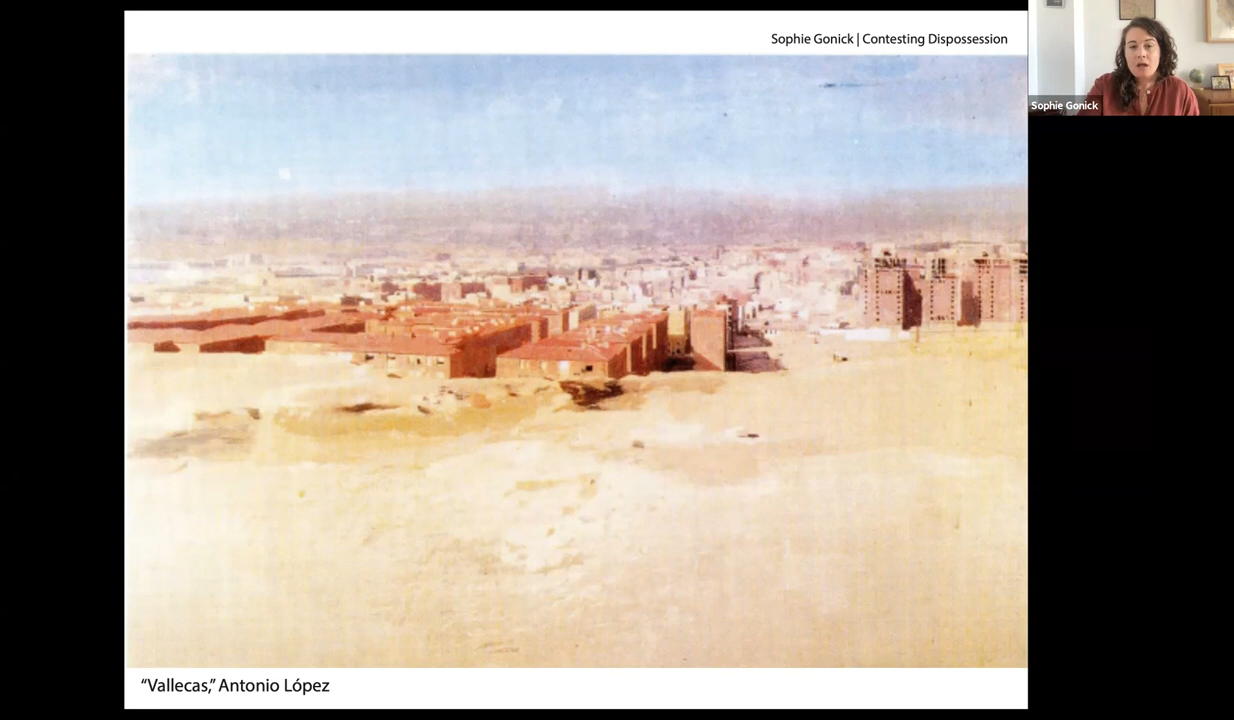 Sophie Gonick | Contesting Dispossession
Sophie Gonick
“Vallecas,” Antonio López